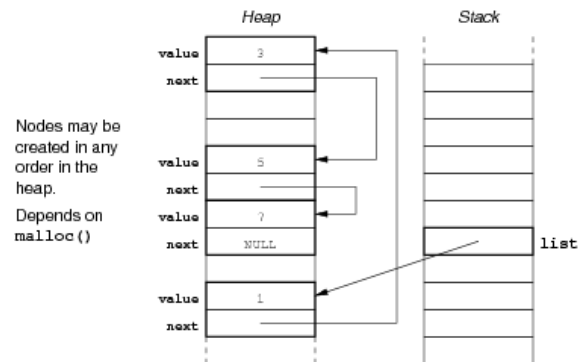 Heap
Stack
value 3
next
Nodes may be
created in any
order in the
heap.
Depends on
malloc()
value 5
next
value 7
next NULL
list
value 1
next